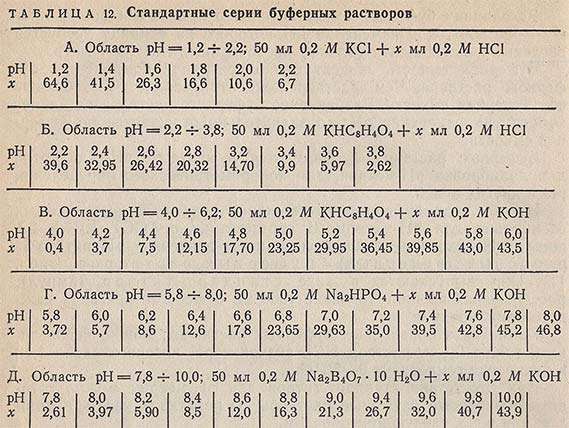 ТАБЛИЦА 12. Стандартные серии буферных растворов
А. Область pH = 1,2 ÷ 2,2; 50 мл 0,2 M KCl + x мл 0,2 M HCl
pH 1,2 1,4 1,6 1,8 2,0 2,2
x 64,6 41,5 26,3 16,6 10,6 6,7
Б. Область pH = 2,2 ÷ 3,8; 50 мл 0,2 M KHC₈H₄O₄ + x мл 0,2 M HCl
pH 2,2 2,4 2,6 2,8 3,2 3,4 3,6 3,8
x 39,6 32,95 26,42 20,32 14,70 9,9 5,97 2,62
В. Область pH = 4,0 ÷ 6,2; 50 мл 0,2 M KHC₈H₄O₄ + x мл 0,2 M KOH
pH 4,0 4,2 4,4 4,6 4,8 5,0 5,2 5,4 5,6 5,8 6,0
x 0,4 3,7 7,5 12,15 17,70 23,25 29,95 36,45 39,85 43,0 43,5
Г. Область pH = 5,8 ÷ 8,0; 50 мл 0,2 M Na₂HPO₄ + x мл 0,2 M KOH
pH 5,8 6,0 6,2 6,4 6,6 6,8 7,0 7,2 7,4 7,6 7,8 8,0
x 3,72 5,7 8,6 12,6 17,8 23,65 29,63 35,0 39,5 42,8 45,2 46,8
Д. Область pH = 7,8 ÷ 10,0; 50 мл 0,2 M Na₂B₄O₇ · 10 H₂O + x мл 0,2 M KOH
pH 7,8 8,0 8,2 8,4 8,6 8,8 9,0 9,4 9,6 9,8 10,0
x 2,61 3,97 5,90 8,5 12,0 16,3 21,3 26,7 32,0 40,7 43,9